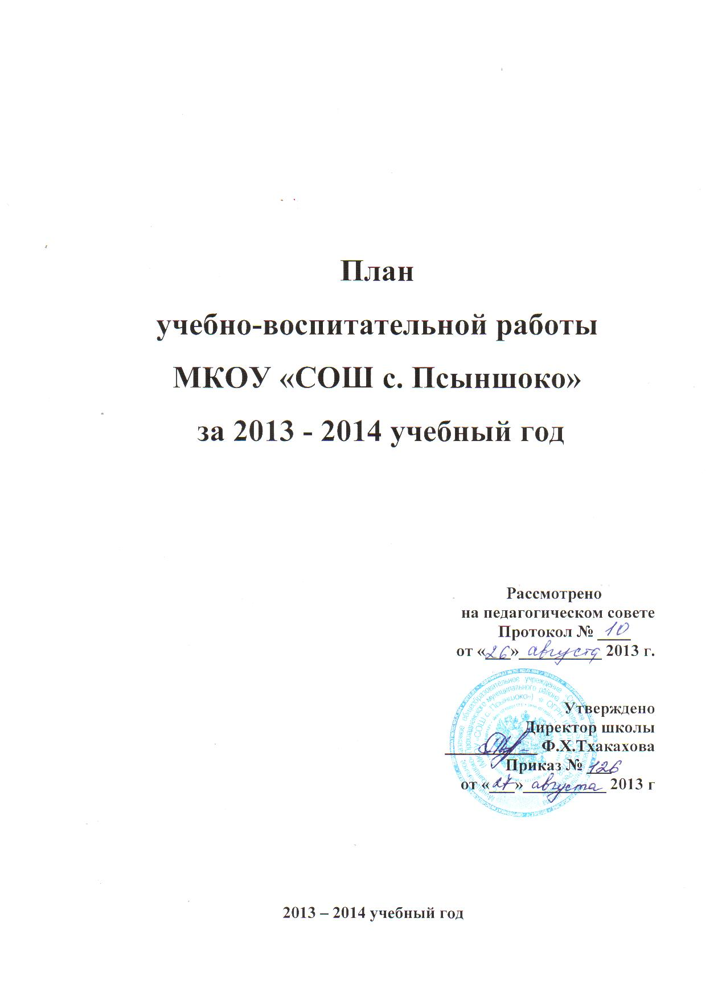 План
учебно-воспитательной работы
МКОУ «СОШ с. Псыншоко»
за 2013 - 2014 учебный год
Рассмотрено
на педагогическом совете
Протокол № 10
от «26» августа 2013 г.
Утверждено
Директор школы
Ф.Х.Тхакахова
Приказ № 126
от «27» августа 2013 г
2013 – 2014 учебный год